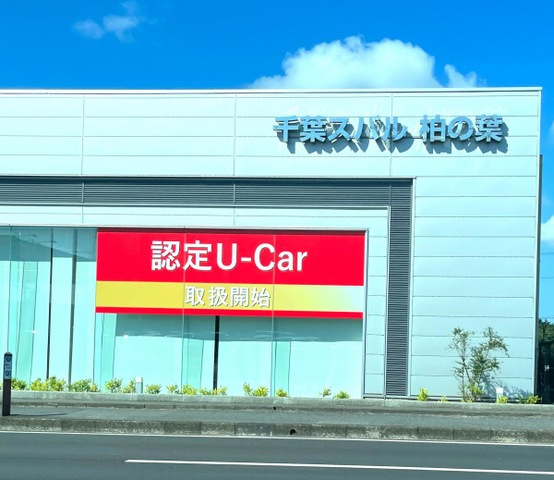 千葉スバル 柏の葉
認定U-Car
取扱開始